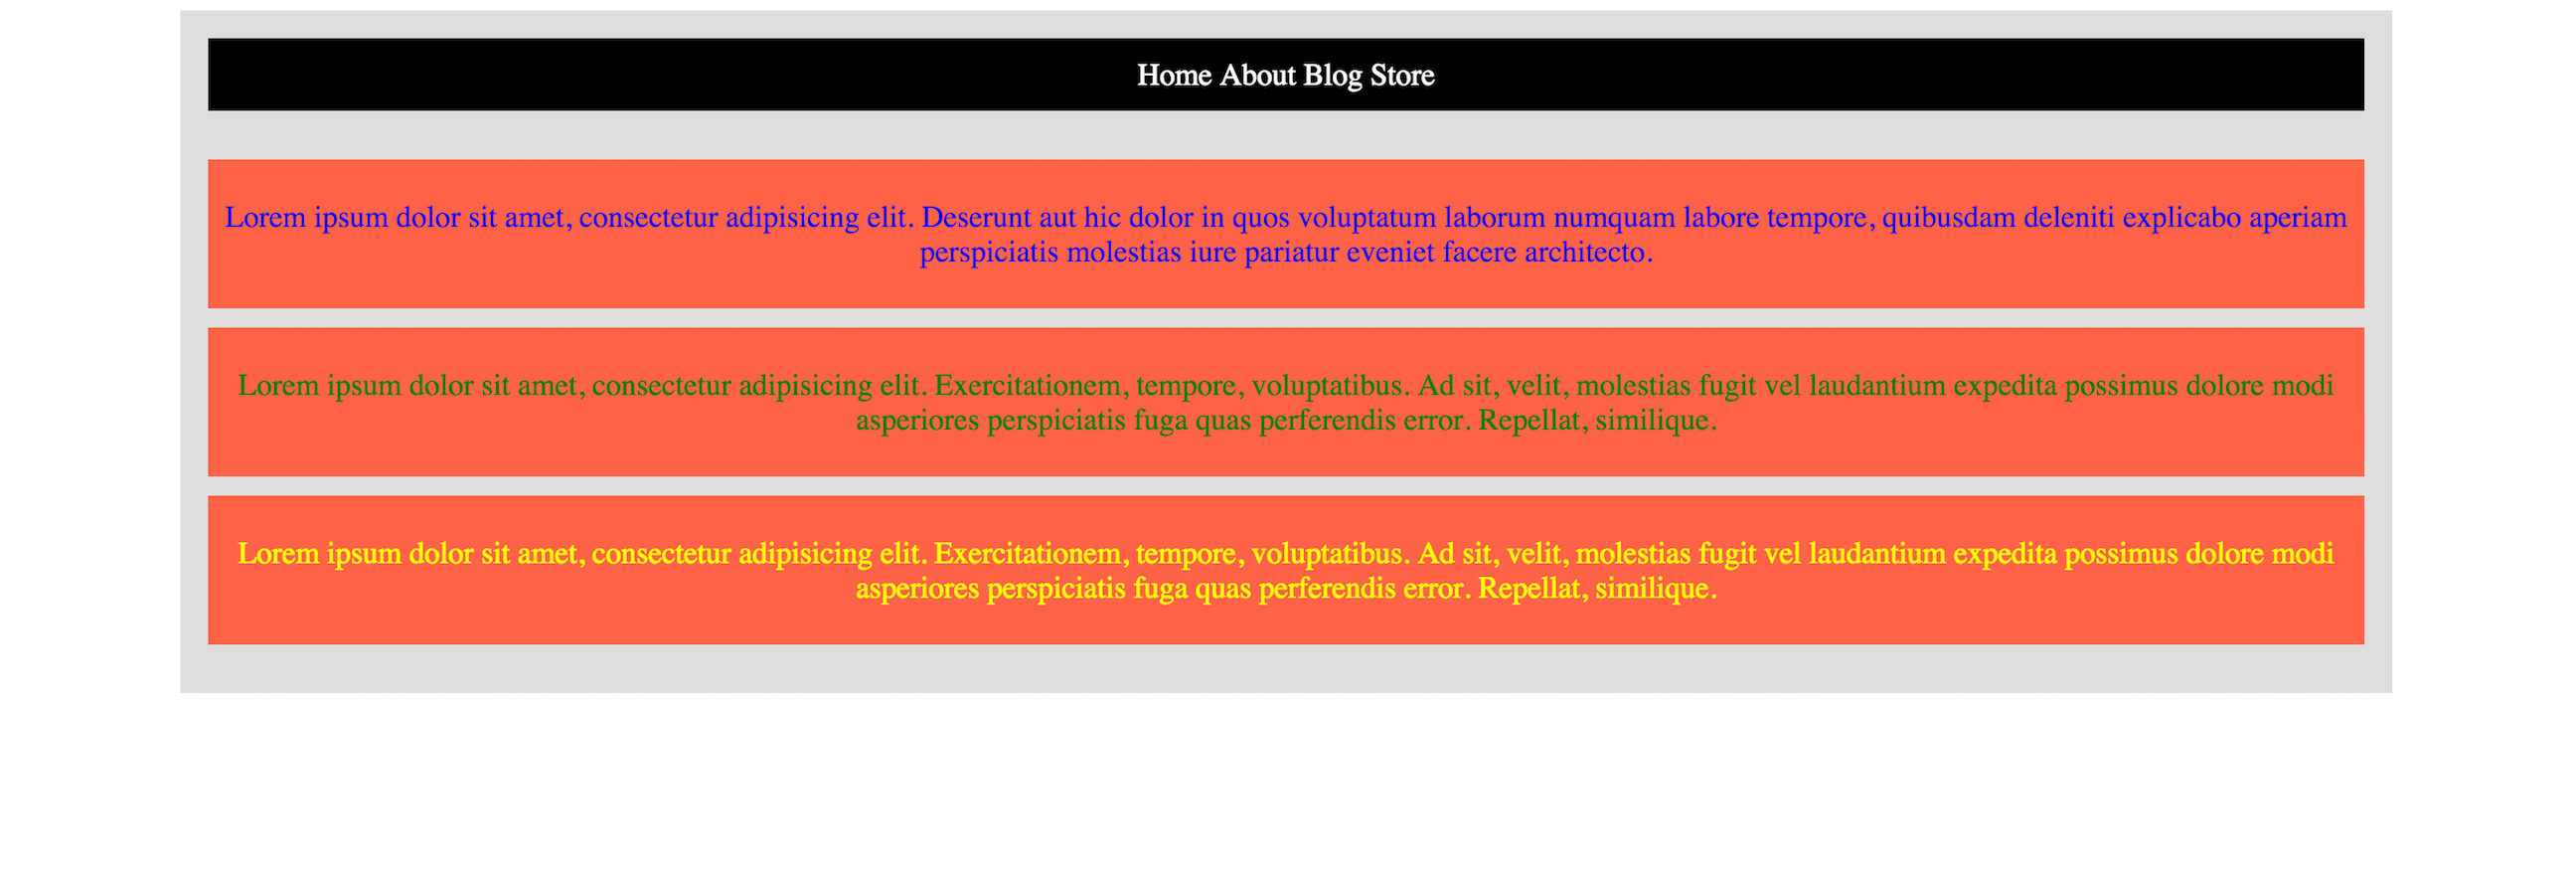 Home About Blog Store
Lorem ipsum dolor sit amet, consectetur adipisicing elit. Deserunt aut hic dolor in quos voluptatum laborum numquam labore tempore, quibusdam deleniti explicabo aperiam
perspiciatis molestias iure pariatur eveniet facere architecto.
Lorem ipsum dolor sit amet, consectetur adipisicing elit. Exercitationem, tempore, voluptatibus. Ad sit, velit, molestias fugit vel laudantium expedita possimus dolore modi
asperiores perspiciatis fuga quas perferendis error. Repellat, similique.
Lorem ipsum dolor sit amet, consectetur adipisicing elit. Exercitationem, tempore, voluptatibus. Ad sit, velit, molestias fugit vel laudantium expedita possimus dolore modi
asperiores perspiciatis fuga quas perferendis error. Repellat, similique.